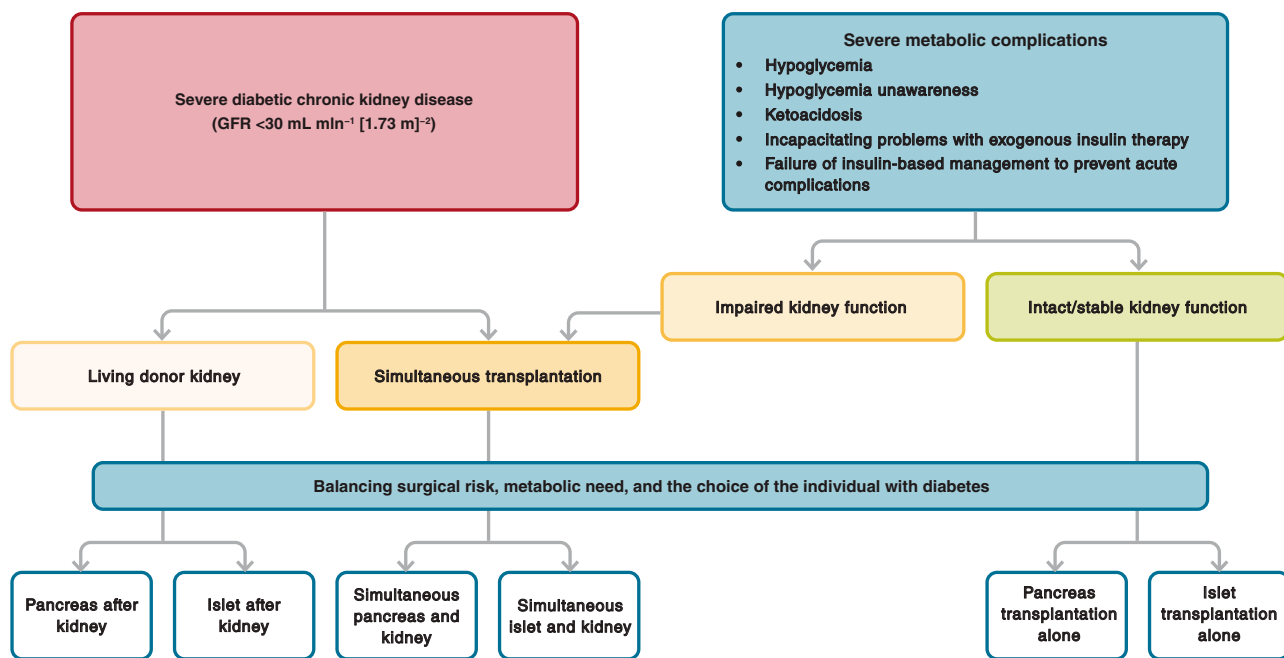 Severe diabetic chronic kidney disease
(GFR <30 mL mln⁻¹ [1.73 m]⁻²)
Severe metabolic complications
• Hypoglycemia
• Hypoglycemia unawareness
• Ketoacidosis
• Incapacitating problems with exogenous insulin therapy
• Failure of insulin-based management to prevent acute
complications
Impaired kidney function
Intact/stable kidney function
Living donor kidney
Simultaneous transplantation
Balancing surgical risk, metabolic need, and the choice of the individual with diabetes
Pancreas after
kidney
Islet after
kidney
Simultaneous
pancreas and
kidney
Simultaneous
islet and kidney
Pancreas
transplantation
alone
Islet
transplantation
alone